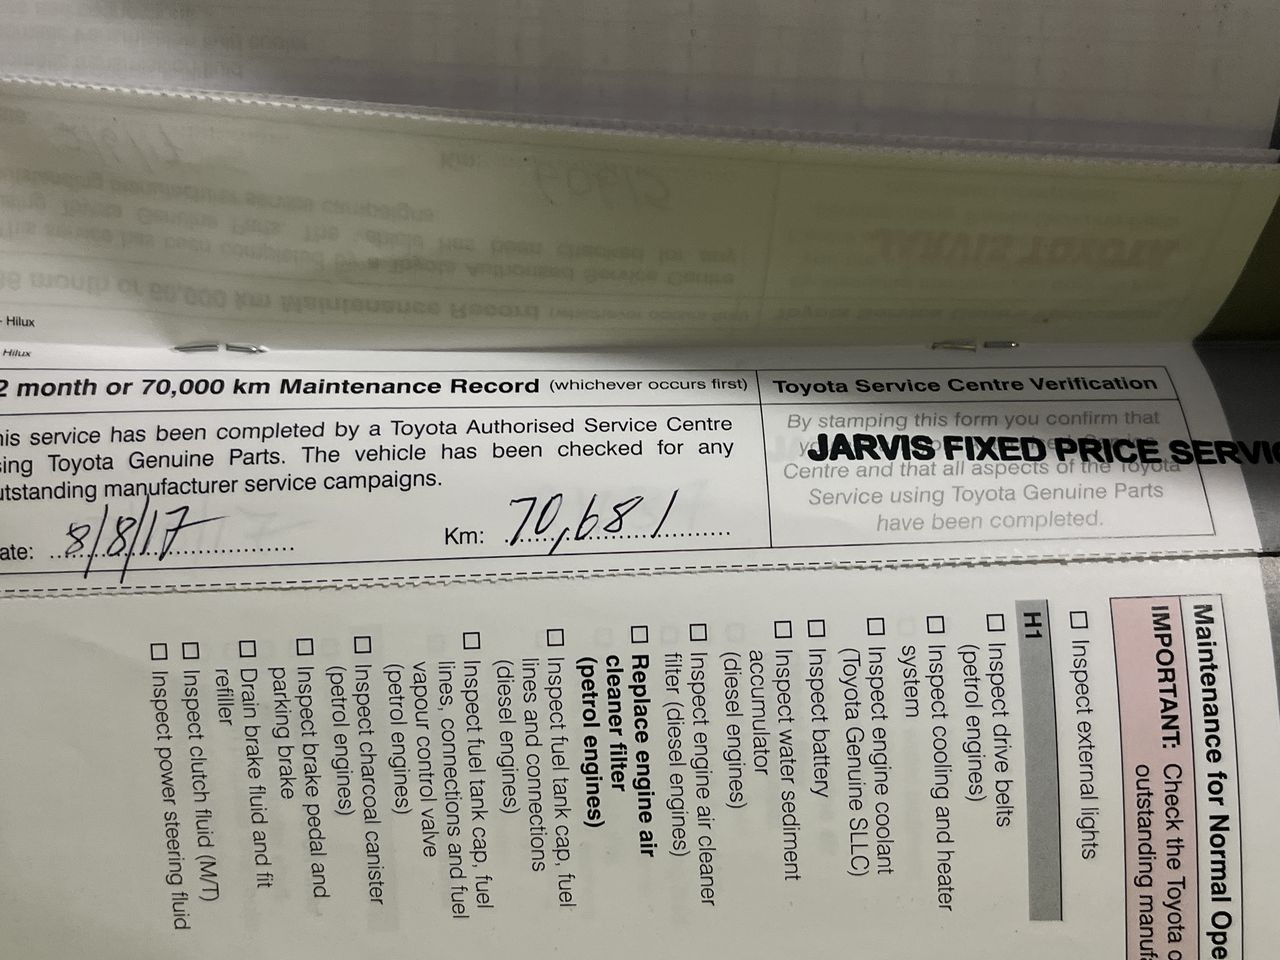 - Hilux
Hilux
2 month or 70,000 km Maintenance Record (whichever occurs first)
his service has been completed by a Toyota Authorised Service Centre
sing Toyota Genuine Parts. The vehicle has been checked for any
utstanding manufacturer service campaigns.
ate: 8/8/17
Km: 70,681
Toyota Service Centre Verification
By stamping this form you confirm that
JARVIS FIXED PRICE SERVI
Centre and that all aspects of the Toyota
Service using Toyota Genuine Parts
have been completed.
Maintenance for Normal Ope
IMPORTANT: Check the Toyota
outstanding manuf
Inspect external lights
H1
Inspect drive belts
(petrol engines)
Inspect cooling and heater
system
Inspect engine coolant
(Toyota Genuine SLLC)
Inspect battery
Inspect water sediment
accumulator
(diesel engines)
Inspect engine air cleaner
filter (diesel engines)
Replace engine air
cleaner filter
(petrol engines)
Inspect fuel tank cap, fuel
lines and connections
(diesel engines)
Inspect fuel tank cap, fuel
lines, connections and fuel
vapour control valve
(petrol engines)
Inspect charcoal canister
(petrol engines)
Inspect brake pedal and
parking brake
Drain brake fluid and fit
refiller
Inspect clutch fluid (M/T)
Inspect power steering fluid